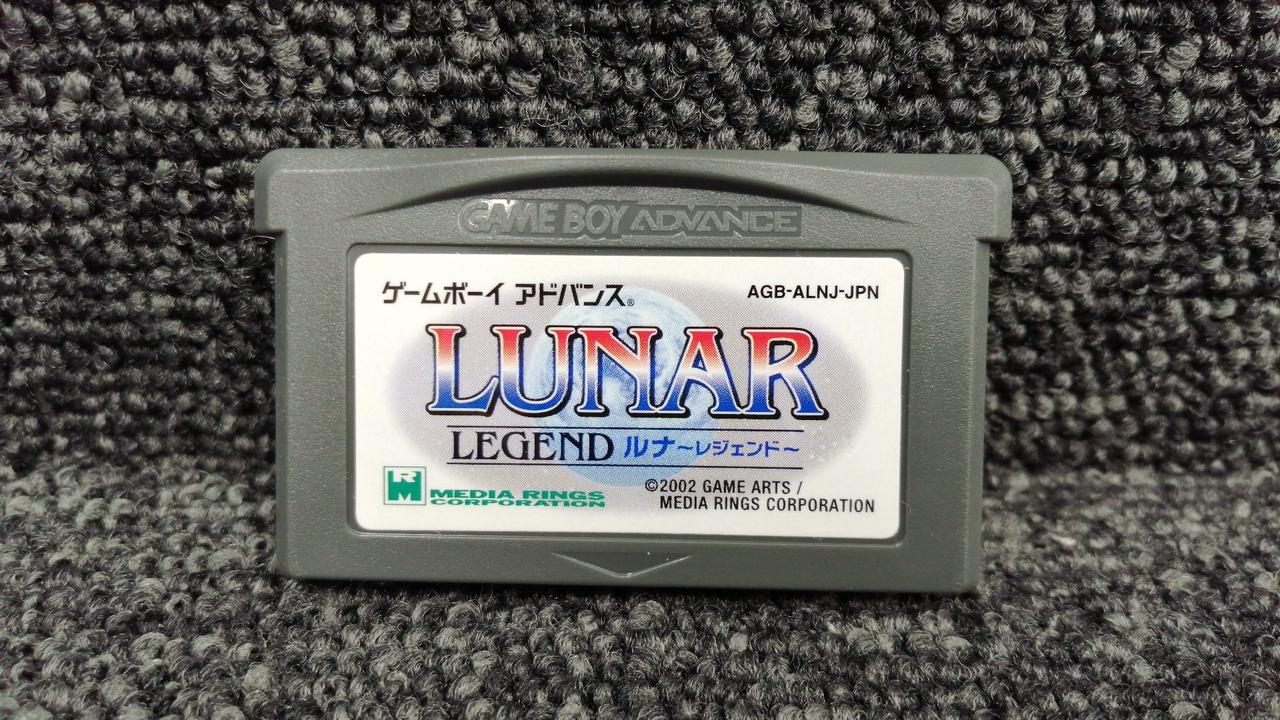 GAME BOY ADVANCE
ゲームボーイ アドバンス®
AGB-ALNJ-JPN
LUNAR
LEGEND ルナ～レジェンド～
RM
MEDIA RINGS
CORPORATION
©2002 GAME ARTS /
MEDIA RINGS CORPORATION